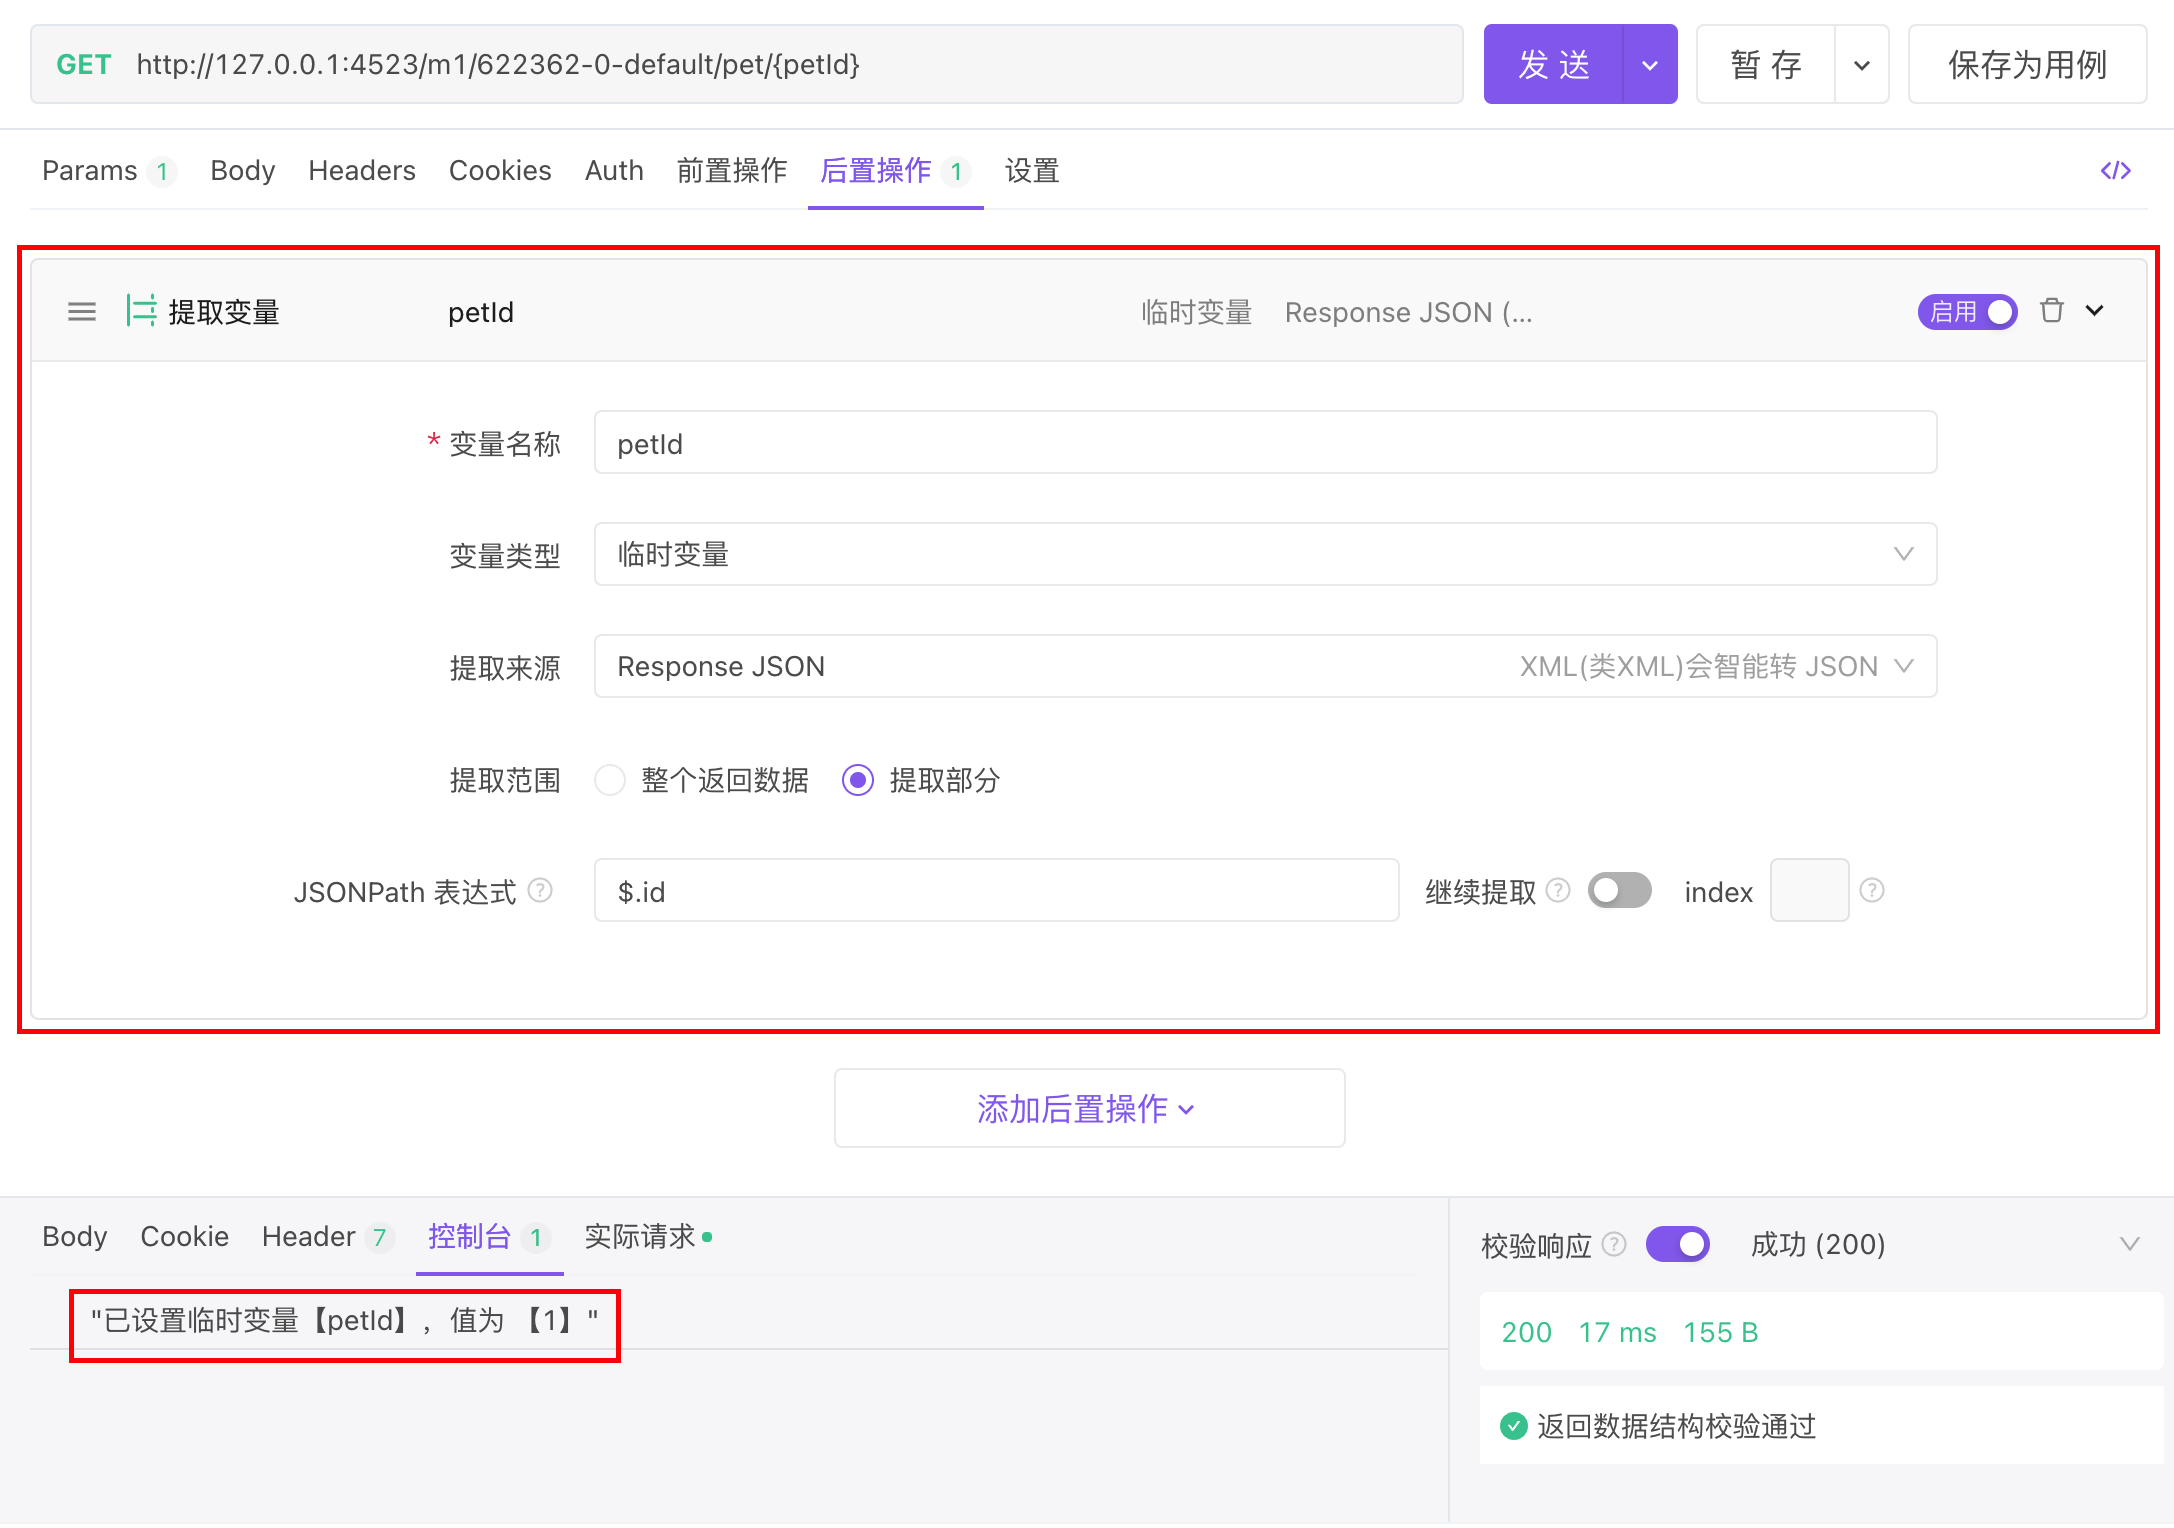 GET http://127.0.0.1:4523/m1/622362-0-default/pet/{petId} 发 送 暂 存 保存为用例
Params 1 Body Headers Cookies Auth 前置操作 后置操作 1 设置 </>
提取变量 petId 临时变量 Response JSON (... 启用
* 变量名称 petId
变量类型 临时变量
提取来源 Response JSON XML(类XML)会智能转 JSON
提取范围 整个返回数据 提取部分
JSONPath 表达式 ? $.id 继续提取 ? index ?
添加后置操作
Body Cookie Header 7 控制台 1 实际请求
"已设置临时变量【petId】，值为 【1】"
校验响应 ? 成功 (200)
200 17 ms 155 B
返回数据结构校验通过